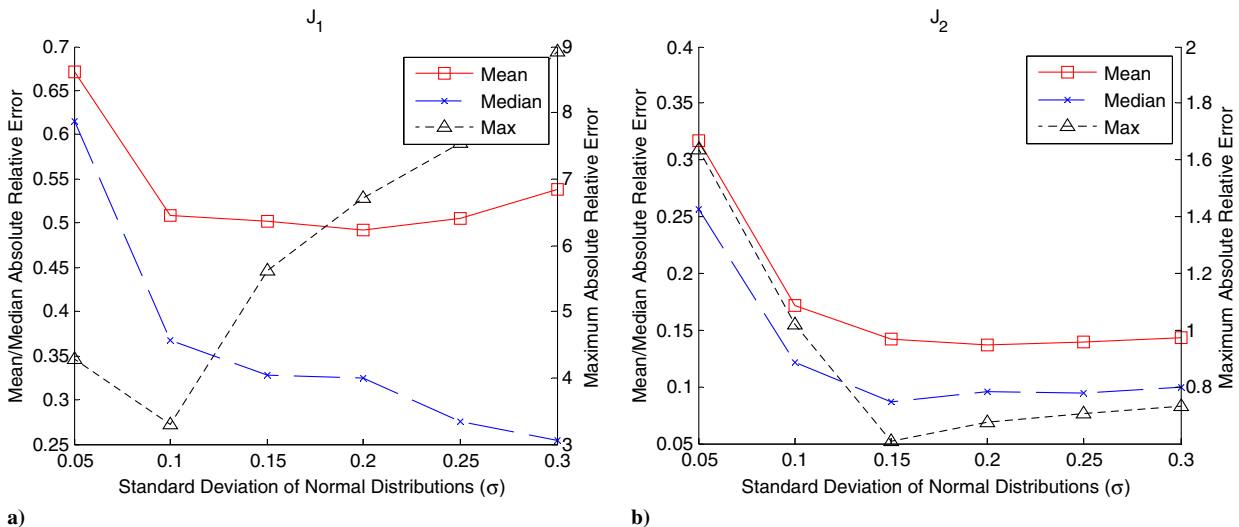 J1
Mean/Median Absolute Relative Error
0.7
0.65
0.6
0.55
0.5
0.45
0.4
0.35
0.3
0.25
0.05
0.1
0.15
0.2
0.25
0.3
Standard Deviation of Normal Distributions (σ)
9
8
7
6
5
4
3
Maximum Absolute Relative Error
Mean
Median
Max
a)
J2
Mean/Median Absolute Relative Error
0.4
0.35
0.3
0.25
0.2
0.15
0.1
0.05
0.05
0.1
0.15
0.2
0.25
0.3
Standard Deviation of Normal Distributions (σ)
2
1.8
1.6
1.4
1.2
1
0.8
Maximum Absolute Relative Error
Mean
Median
Max
b)